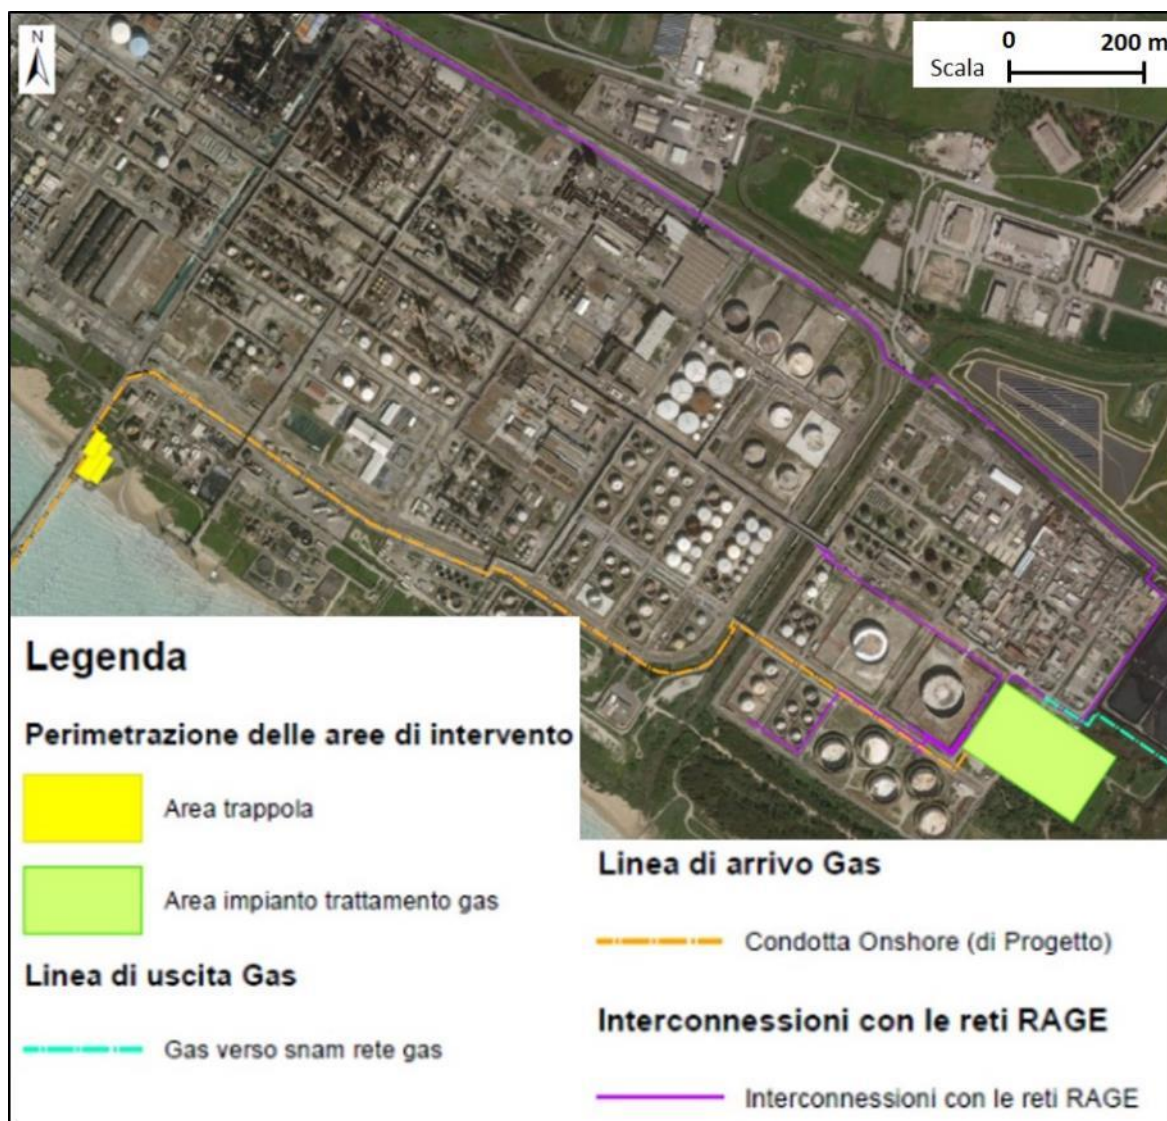 N
0 200 m
Scala
Legenda
Perimetrazione delle aree di intervento
Area trappola
Area impianto trattamento gas
Linea di uscita Gas
Gas verso snam rete gas
Linea di arrivo Gas
Condotta Onshore (di Progetto)
Interconnessioni con le reti RAGE
Interconnessioni con le reti RAGE